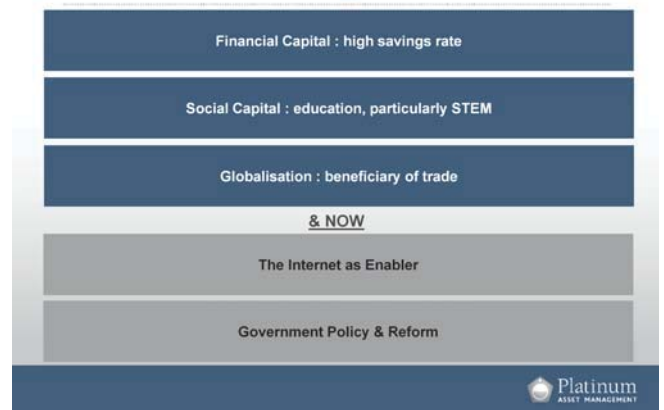 Financial Capital : high savings rate
Social Capital : education, particularly STEM
Globalisation : beneficiary of trade
& NOW
The Internet as Enabler
Government Policy & Reform
Platinum
ASSET MANAGEMENT